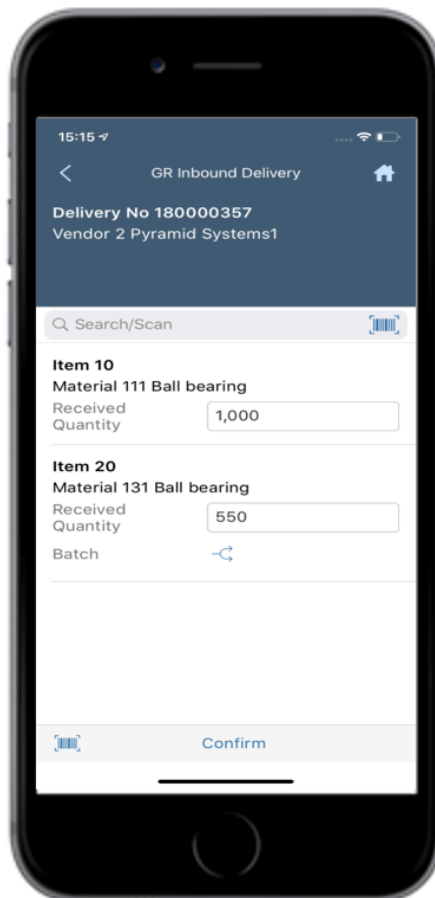 15:15
GR Inbound Delivery
Delivery No 180000357
Vendor 2 Pyramid Systems1
Search/Scan
Item 10
Material 111 Ball bearing
Received
Quantity
1,000
Item 20
Material 131 Ball bearing
Received
Quantity
550
Batch
Confirm